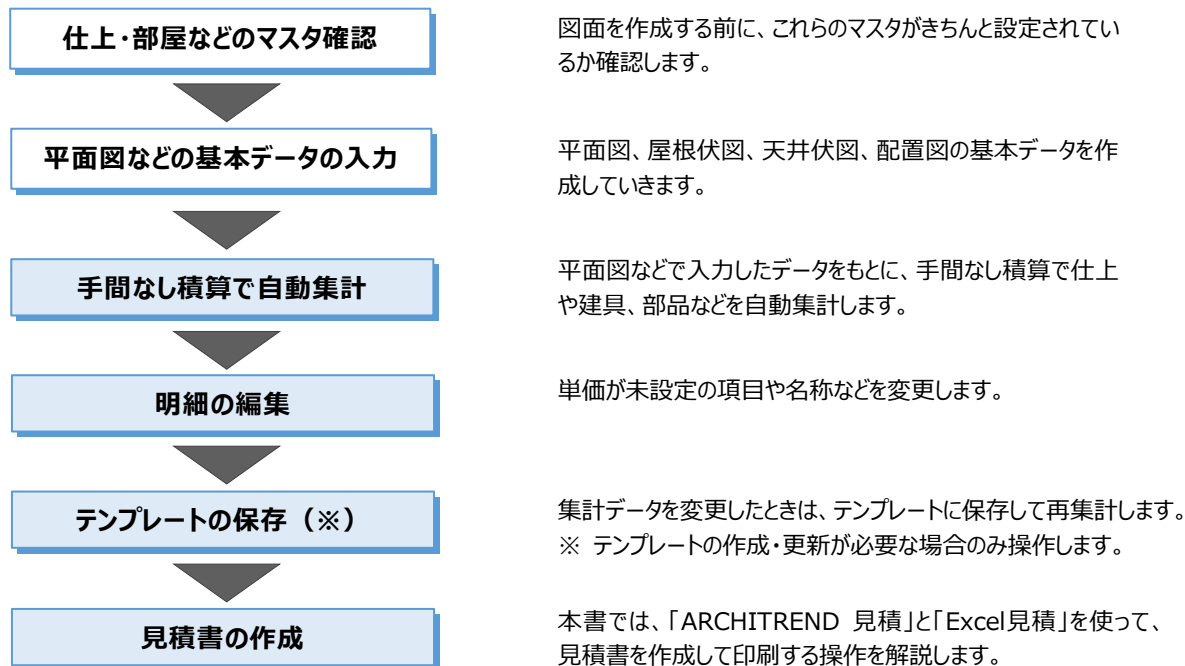 仕上・部屋などのマスタ確認
図面を作成する前に、これらのマスタがきちんと設定されてい
るか確認します。
平面図などの基本データの入力
平面図、屋根伏図、天井伏図、配置図の基本データを作
成していきます。
手間なし積算で自動集計
平面図などで入力したデータをもとに、手間なし積算で仕上
や建具、部品などを自動集計します。
明細の編集
単価が未設定の項目や名称などを変更します。
テンプレートの保存（※）
集計データを変更したときは、テンプレートに保存して再集計します。
※ テンプレートの作成・更新が必要な場合のみ操作します。
見積書の作成
本書では、「ARCHITREND 見積」と「Excel見積」を使って、
見積書を作成して印刷する操作を解説します。